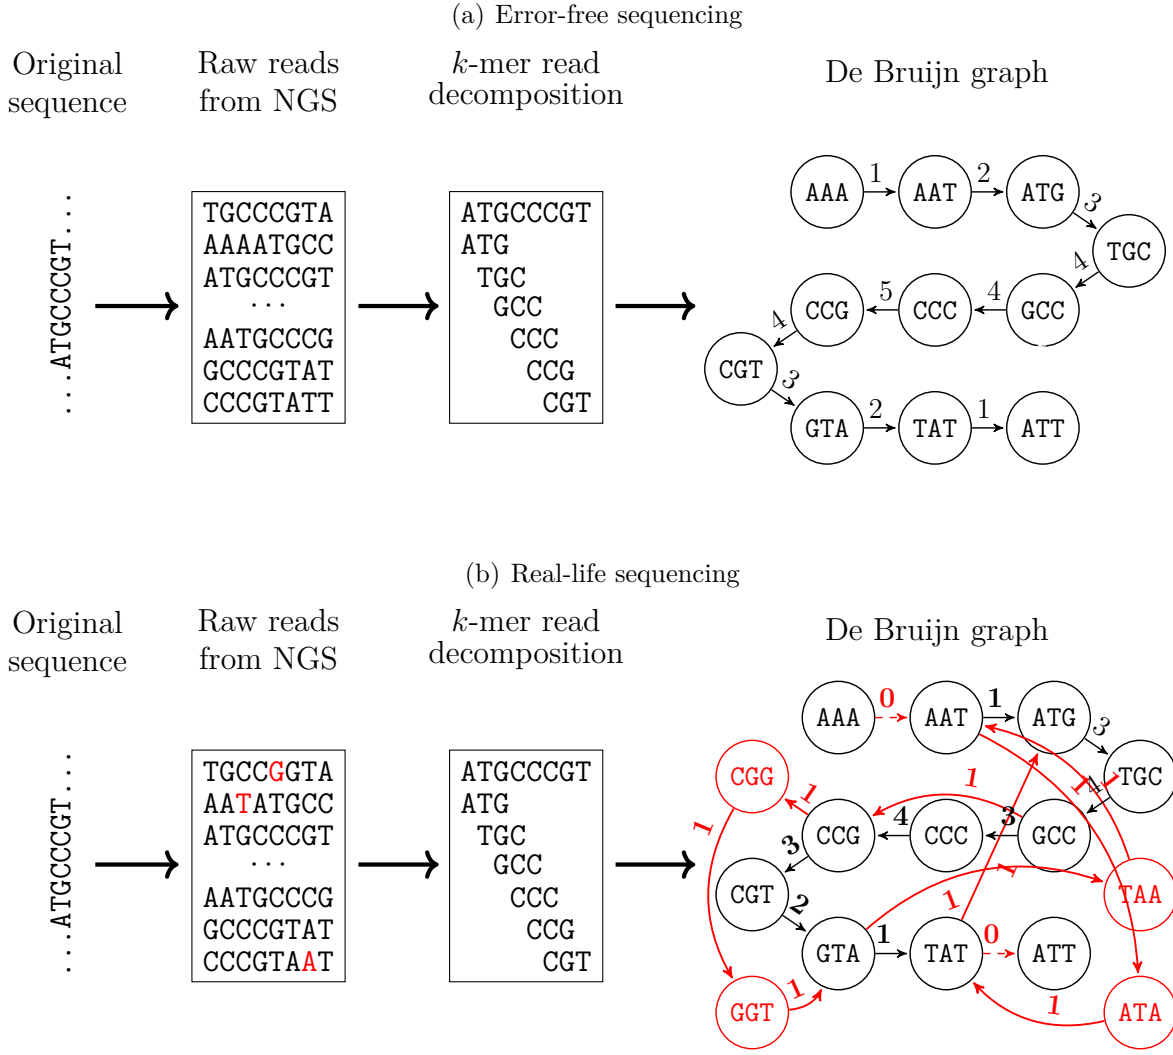 (a) Error-free sequencing
Original
sequence
Raw reads
from NGS
k-mer read
decomposition
De Bruijn graph
...ATGCCCGT...
TGCCCGTA
AAAATGCC
ATGCCCGT
...
AATGCCCG
GCCCGTAT
CCCGTATT
ATGCCCGT
ATG
TGC
GCC
CCC
CCG
CGT
AAA 1 AAT 2 ATG 3
TGC
4
CCG 5 CCC 4 GCC
4
CGT
3
GTA 2 TAT 1 ATT
(b) Real-life sequencing
Original
sequence
Raw reads
from NGS
k-mer read
decomposition
De Bruijn graph
...ATGCCCGT...
TGCCGGTA
AATATGCC
ATGCCCGT
...
AATGCCCG
GCCCGTAT
CCCGTAAT
ATGCCCGT
ATG
TGC
GCC
CCC
CCG
CGT
AAA 0 AAT 1 ATG 3
CGG 1 1 1 1 4 TGC
1 3 CCG 4 CCC 3 GCC
CGT 2 1 1 TAA
GTA 1 TAT 0 ATT
GGT 1 1 ATA